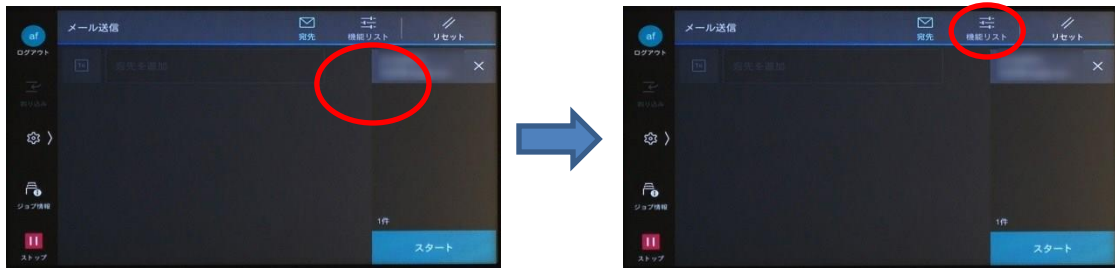 af
ログアウト
割り込み
ジョブ情報
ストップ
メール送信
宛先
機能リスト
リセット
To
宛先を追加
×
1件
スタート
af
ログアウト
割り込み
ジョブ情報
ストップ
メール送信
宛先
機能リスト
リセット
To
宛先を追加
×
1件
スタート